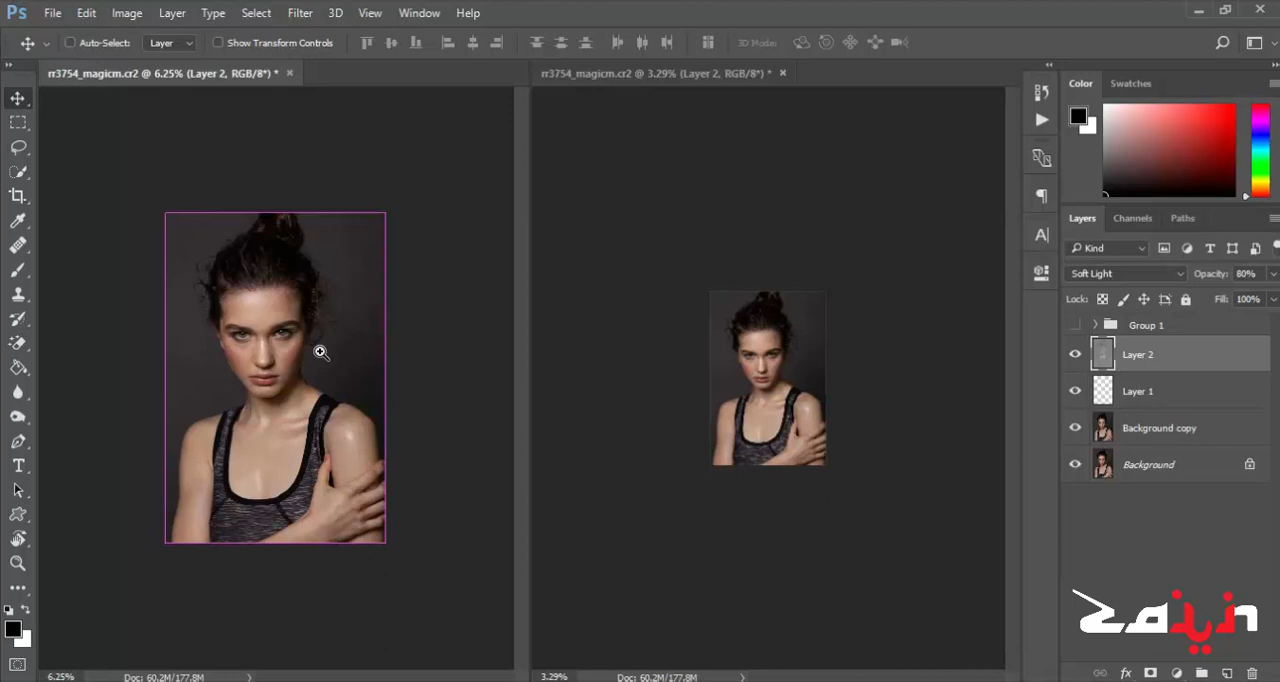 Ps File Edit Image Layer Type Select Filter 3D View Window Help
Auto-Select: Layer Show Transform Controls 3D Mode:
rr3754_magicm.cr2 @ 6.25% (Layer 2, RGB/8*) * × rr3754_magicm.cr2 @ 3.29% (Layer 2, RGB/8*) * ×
Color Swatches
Layers Channels Paths
Kind
Soft Light Opacity: 80%
Lock: Fill: 100%
Group 1
Layer 2
Layer 1
Background copy
Background
zayin
6.25% Doc: 60.2M/177.8M 3.29% Doc: 60.2M/177.8M